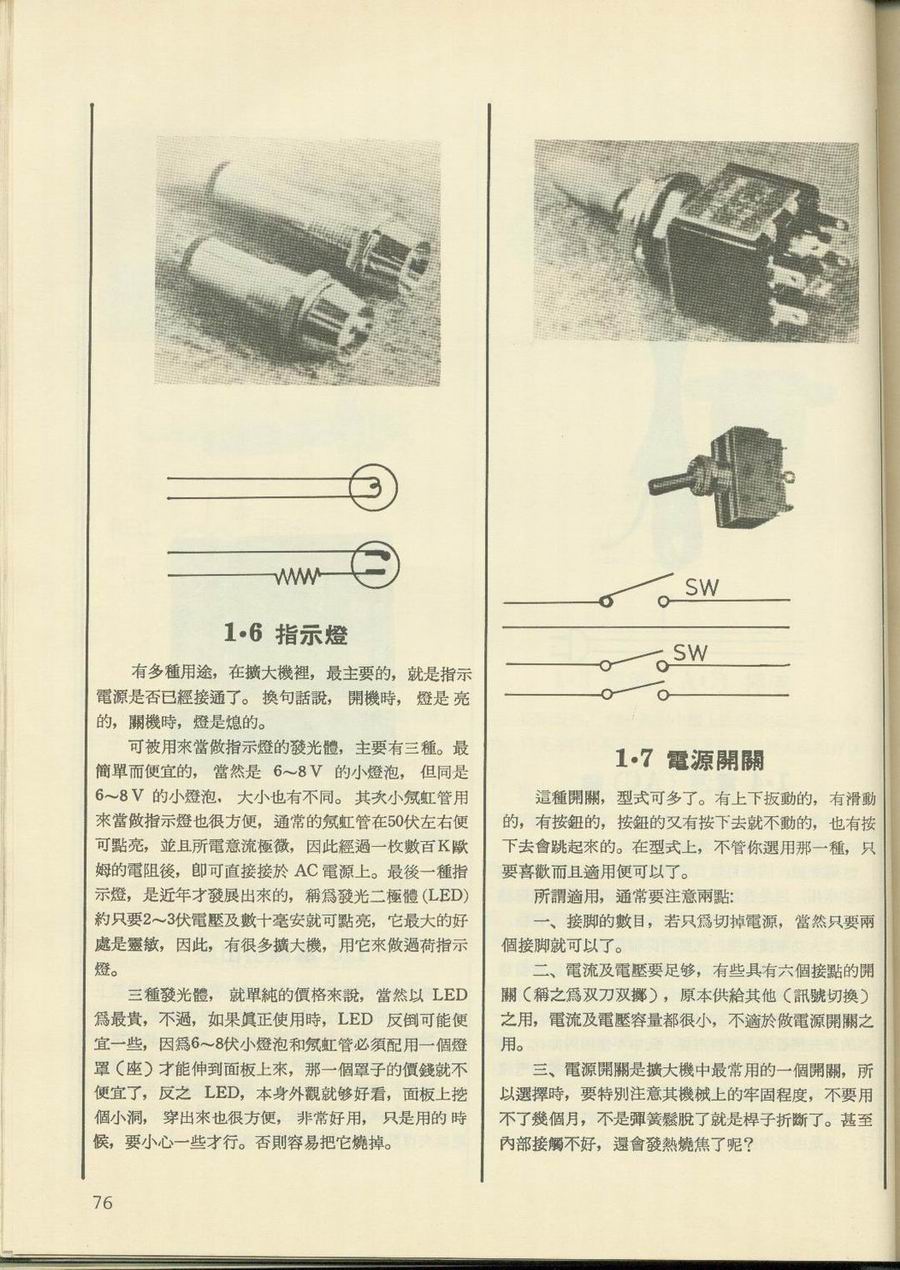 1·6 指示燈
有多種用途，在擴大機裡，最主要的，就是指示
電源是否已經接通了。換句話說，開機時，燈是亮
的，關機時，燈是熄的。
可被用來當做指示燈的發光體，主要有三種。最
簡單而便宜的，當然是 6～8V 的小燈泡，但同是
6～8V 的小燈泡，大小也有不同。其次小氖虹管用
來當做指示燈也很方便，通常的氖虹管在50伏左右便
可點亮，並且所電意流極微，因此經過一枚數百K歐
姆的電阻後，卽可直接接於 AC 電源上。最後一種指
示燈，是近年才發展出來的，稱爲發光二極體(LED)
約只要2～3伏電壓及數十毫安就可點亮，它最大的好
處是靈敏，因此，有很多擴大機，用它來做過荷指示
燈。
三種發光體，就單純的價格來說，當然以 LED
爲最貴，不過，如果眞正使用時，LED 反倒可能便
宜一些，因爲6～8伏小燈泡和氖虹管必須配用一個燈
罩（座）才能伸到面板上來，那一個罩子的價錢就不
便宜了，反之 LED，本身外觀就够好看，面板上挖
個小洞，穿出來也很方便，非常好用，只是用的時
候，要小心一些才行。否則容易把它燒掉。
76
SW
SW
1·7 電源開關
這種開關，型式可多了。有上下扳動的，有滑動
的，有按鈕的，按鈕的又有按下去就不動的，也有按
下去會跳起來的。在型式上，不管你選用那一種，只
要喜歡而且適用便可以了。
所謂適用，通常要注意兩點:
一、接脚的數目，若只爲切掉電源，當然只要兩
個接脚就可以了。
二、電流及電壓要足够，有些具有六個接點的開
關（稱之爲双刀双擲），原本供給其他（訊號切換）
之用，電流及電壓容量都很小，不適於做電源開關之
用。
三、電源開關是擴大機中最常用的一個開關，所
以選擇時，要特別注意其機械上的牢固程度，不要用
不了幾個月，不是彈簧鬆脫了就是桿子折斷了。甚至
內部接觸不好，還會發熱燒焦了呢？